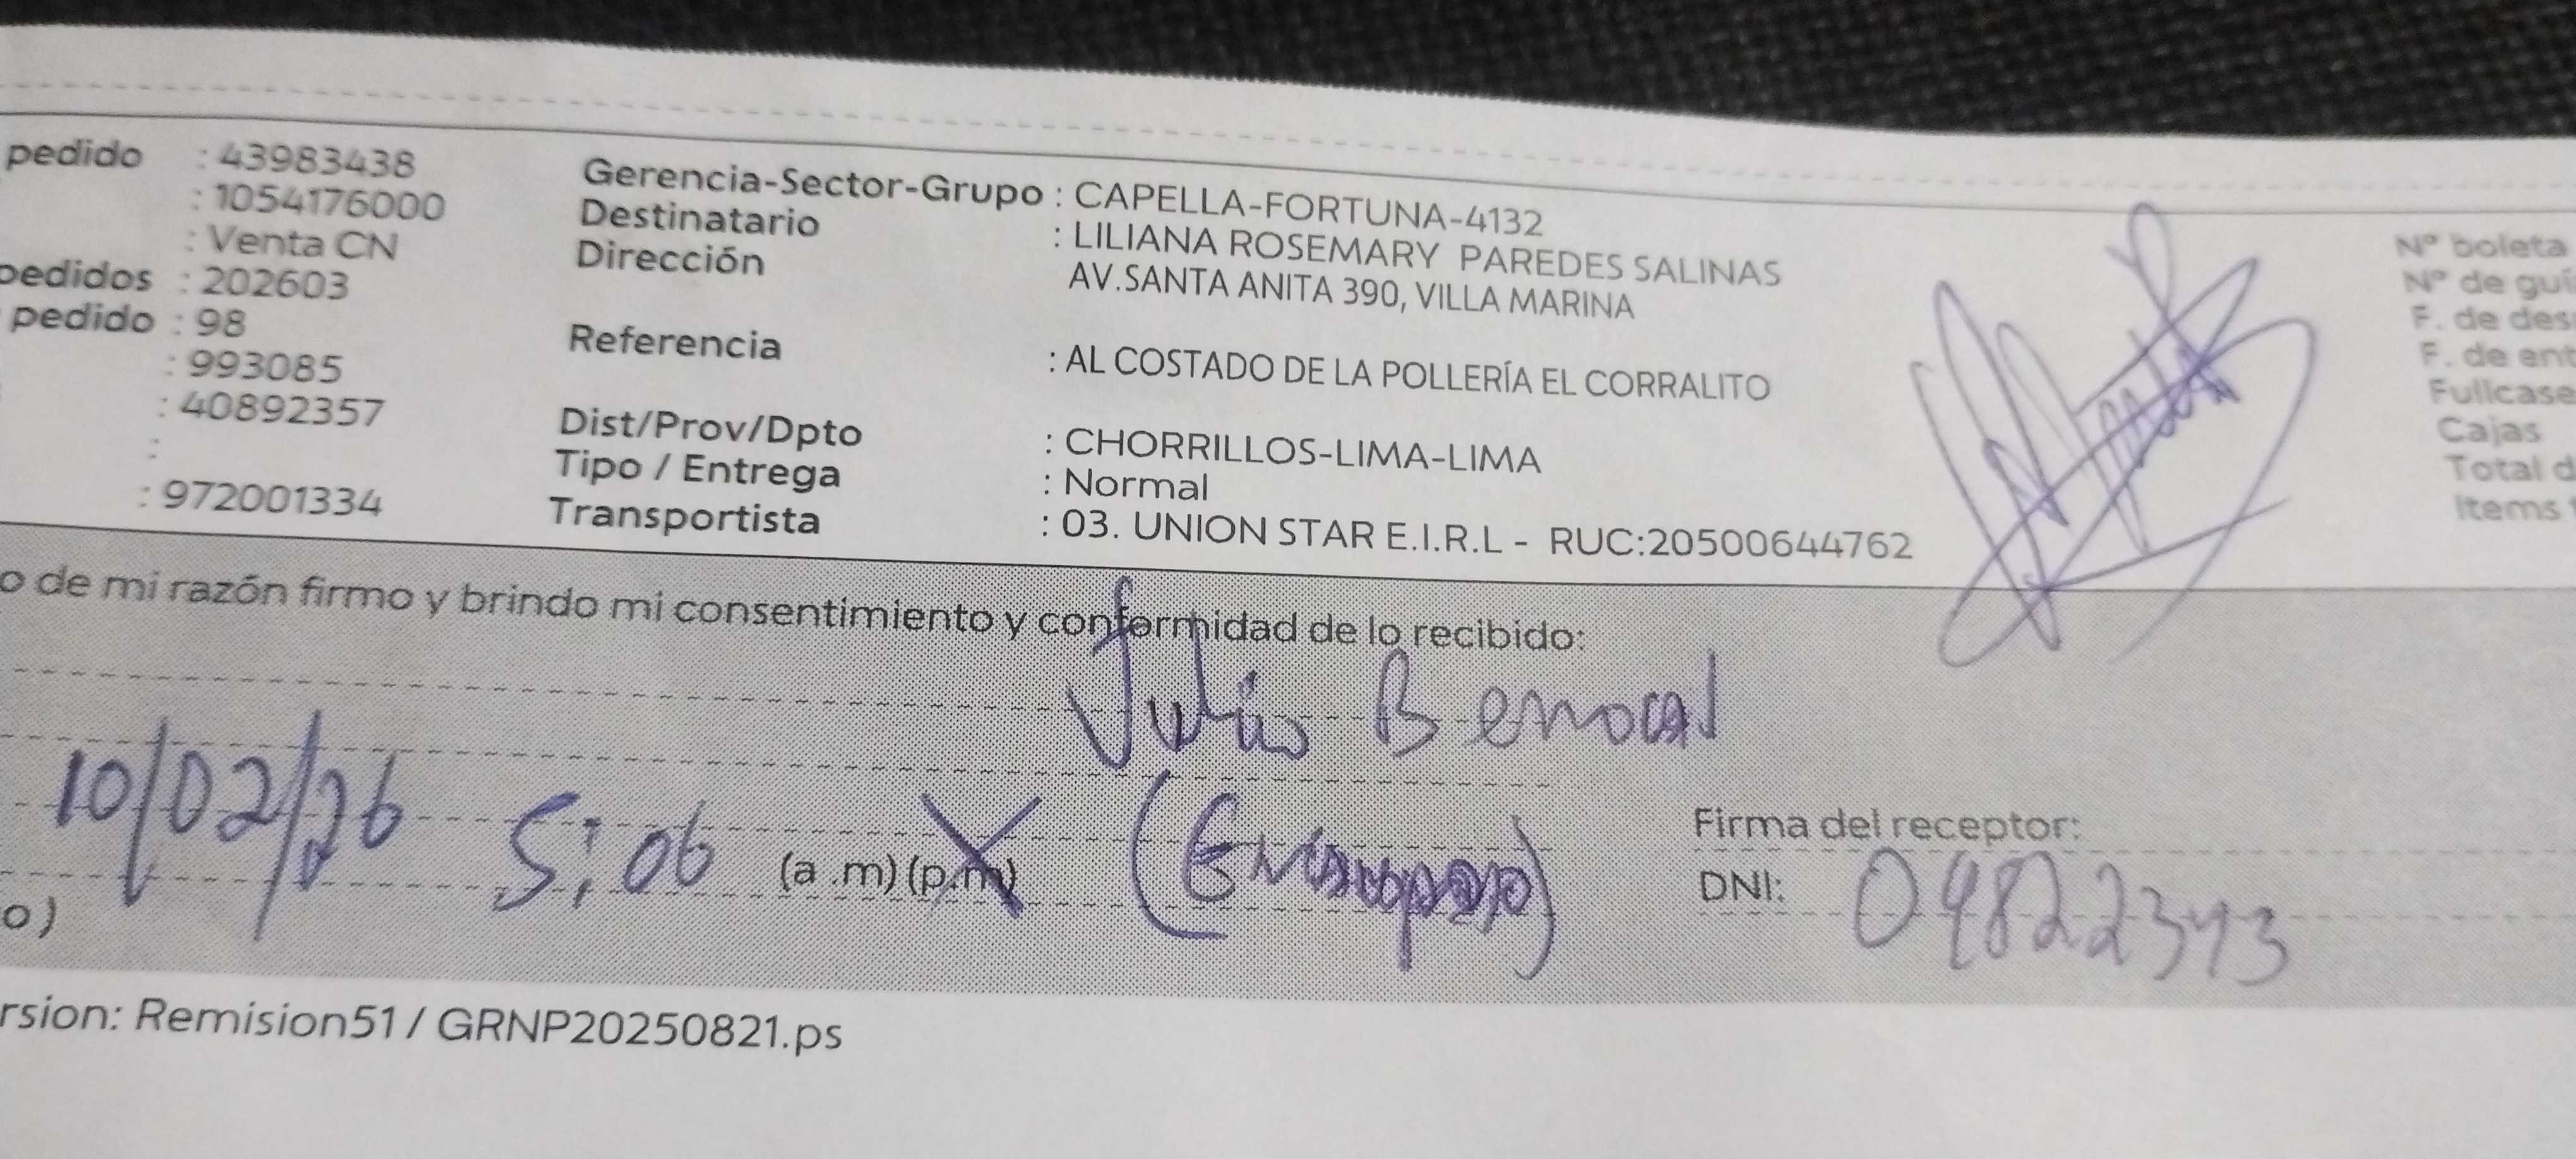 pedido : 43983438
: 1054176000
: Venta CN
pedidos : 202603
pedido : 98
: 993085
: 40892357
:
: 972001334
Gerencia-Sector-Grupo : CAPELLA-FORTUNA-4132
Destinatario : LILIANA ROSEMARY PAREDES SALINAS
Dirección AV.SANTA ANITA 390, VILLA MARINA
Referencia : AL COSTADO DE LA POLLERÍA EL CORRALITO
Dist/Prov/Dpto : CHORRILLOS-LIMA-LIMA
Tipo / Entrega : Normal
Transportista : 03. UNION STAR E.I.R.L - RUC:20500644762
Nº boleta
Nº de guí
F. de des
F. de ent
Fullcase
Cajas
Total d
Items
o de mi razón firmo y brindo mi consentimiento y conformidad de lo recibido:
Julio Berrocal
10/02/26 5:06 (a .m) (p.m)
Firma del receptor:
o) DNI: 09822343
rsion: Remision51 / GRNP20250821.ps